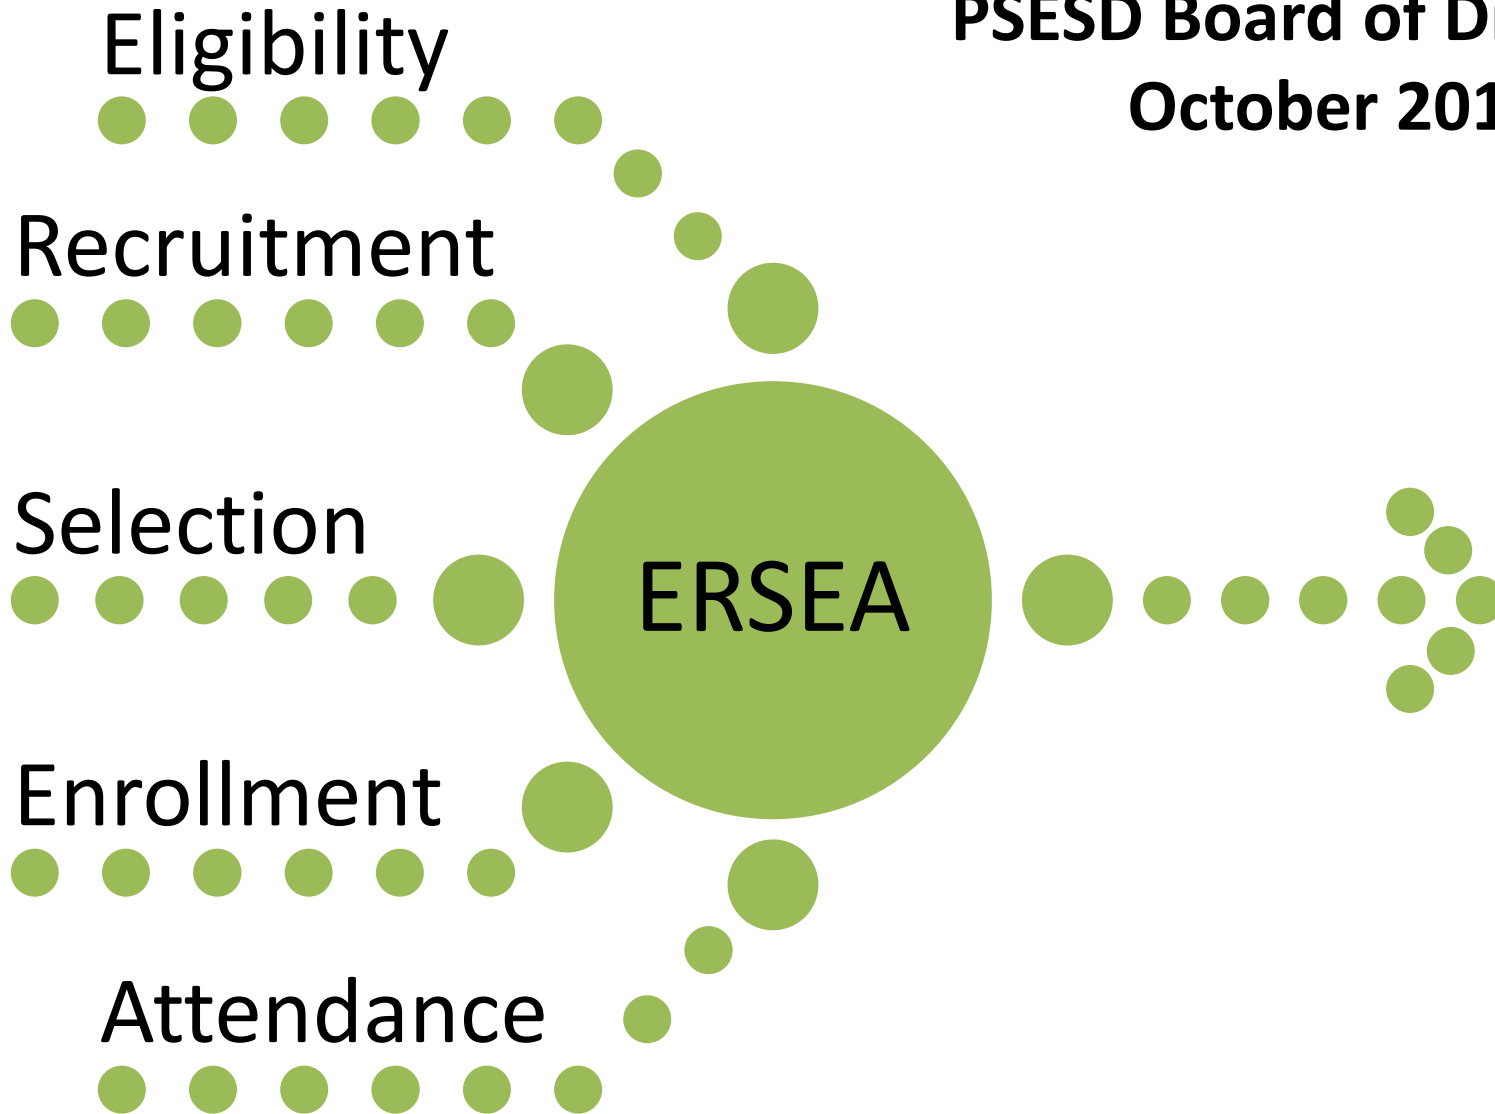 PSESD Board of
October
Eligibility
Recruitment
Selection
ERSEA
Enrollment
Attendance